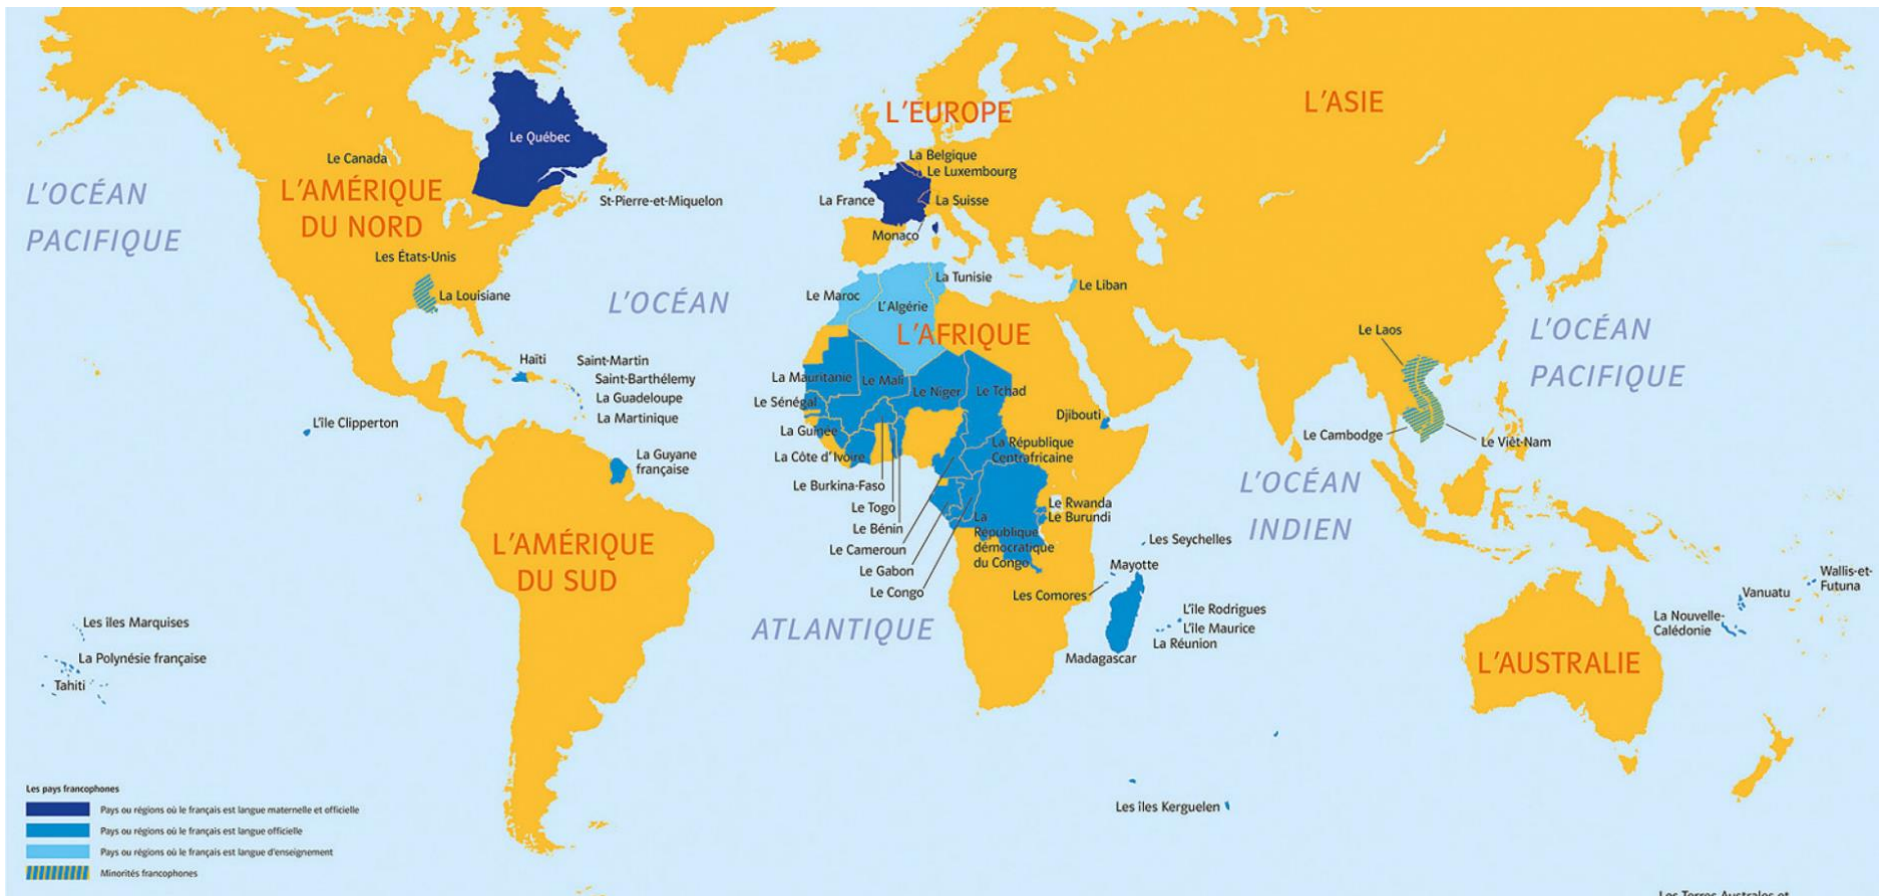 L'EUROPE
L'ASIE
Le Québec
Le Canada
La Belgique
Le Luxembourg
L'OCÉAN
PACIFIQUE
L'AMÉRIQUE
DU NORD
St-Pierre-et-Miquelon
La France
La Suisse
Monaco
Les États-Unis
La Louisiane
L'OCÉAN
La Tunisie
Le Maroc
L'Algérie
Le Liban
L'AFRIQUE
Le Laos
L'OCÉAN
PACIFIQUE
Haïti
Saint-Martin
Saint-Barthélemy
La Guadeloupe
La Martinique
L'île Clipperton
La Mauritanie
Le Mali
Le Niger
Le Tchad
Le Sénégal
Djibouti
La Guinée
La République
Centrafricaine
La Côte d'Ivoire
Le Cambodge
Le Viêt-Nam
La Guyane
française
Le Burkina-Faso
Le Togo
Le Bénin
Le Cameroun
Le Gabon
Le Congo
Le Rwanda
Le Burundi
La
République
démocratique
du Congo
L'OCÉAN
INDIEN
L'AMÉRIQUE
DU SUD
Les Seychelles
Mayotte
Les Comores
Wallis-et-
Futuna
Vanuatu
La Nouvelle-
Calédonie
L'île Rodrigues
L'île Maurice
La Réunion
Madagascar
ATLANTIQUE
Les îles Marquises
La Polynésie française
Tahiti
L'AUSTRALIE
Les îles Kerguelen
Les pays francophones
Pays ou régions où le français est langue maternelle et officielle
Pays ou régions où le français est langue officielle
Pays ou régions où le français est langue d'enseignement
Minorités francophones
Les Terres Australes et